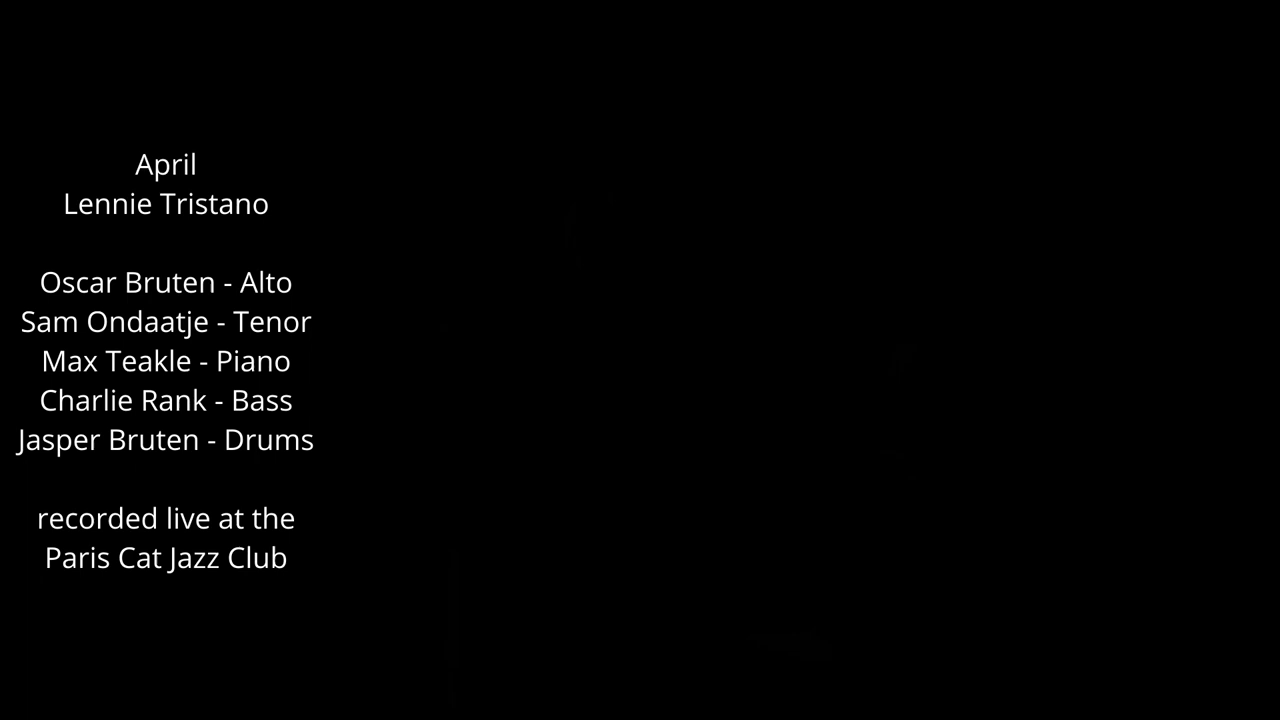 April
Lennie Tristano
Oscar Bruten - Alto
Sam Ondaatje - Tenor
Max Teakle - Piano
Charlie Rank - Bass
Jasper Bruten - Drums
recorded live at the
Paris Cat Jazz Club